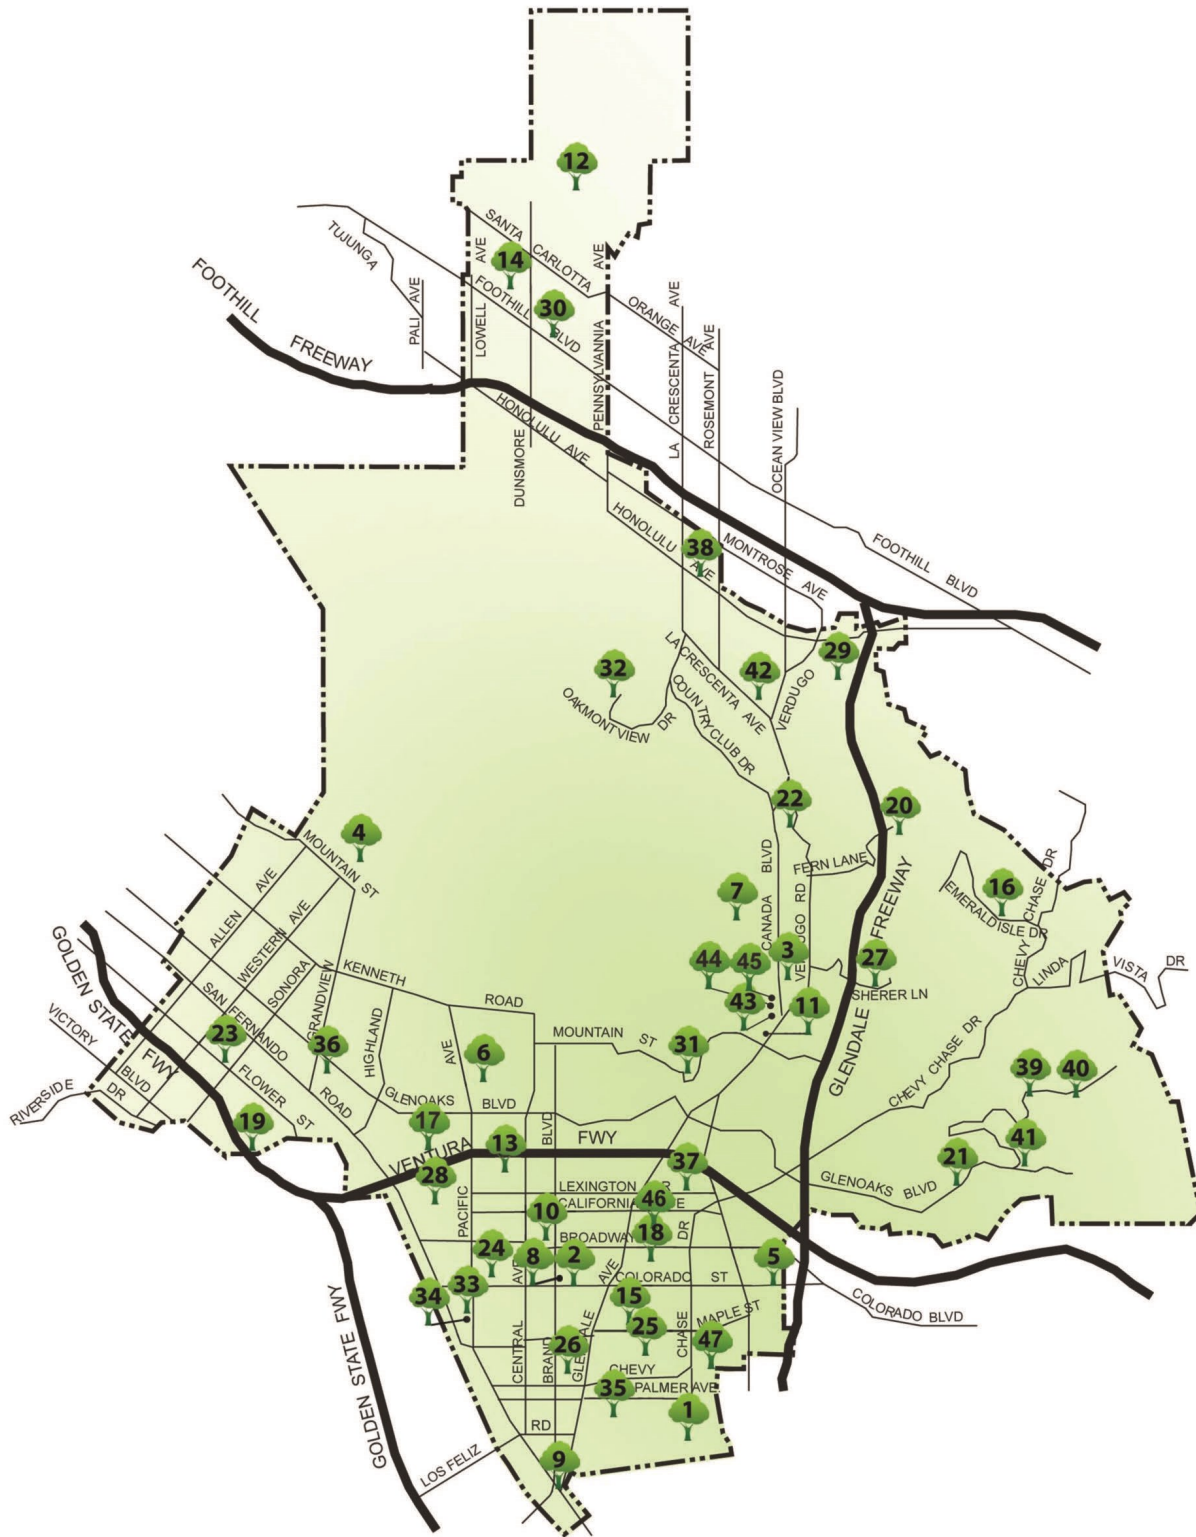 12
SANTA CARLOTTA AVE
TUJUNGA
14
AVE
LOWELL
30
FOOTHILL BLVD
PALI AVE
FOOTHILL FREEWAY
PENNSYLVANNIA
ORANGE AVE
LA CRESCENTA AVE
ROSEMONT AVE
OCEAN VIEW BLVD
HONOLULU AVE
DUNSMORE
HONOLULU AVE
38
MONTROSE AVE
FOOTHILL BLVD
29
32
42
LA CRESCENTA AVE
VERDUGO
OAKMONTVIEW DR
COUNTRY CLUB DR
22
20
4
MOUNTAIN ST
FERN LANE
CANADA BLVD
VERDUGO RD
CHASE DR
16
EMERALD ISLE DR
7
ALLEN AVE
WESTERN AVE
GLENDALE FREEWAY
GOLDEN STATE FWY
SONORA
GRANDVIEW
KENNETH ROAD
44
45
3
27
CHEVY
LINDA VISTA DR
SHERER LN
43
11
SAN FERNANDO ROAD
HIGHLAND
AVE
MOUNTAIN ST
VICTORY BLVD
23
36
6
31
39
40
CHEVY CHASE DR
RIVERSIDE DR
FLOWER ST
GLENOAKS BLVD
BLVD
19
17
13
VENTURA FWY
41
21
28
37
GLENOAKS BLVD
LEXINGTON DR
46
CALIFORNIA AVE
PACIFIC
10
18
DR
BROADWAY
24
8
2
5
AVE
AVE
COLORADO ST
33
34
15
COLORADO BLVD
25
MAPLE ST
47
CENTRAL
BRAND
GLENDALE
26
CHASE
CHEVY
35
PALMER AVE.
1
GOLDEN STATE FWY
LOS FELIZ RD
9